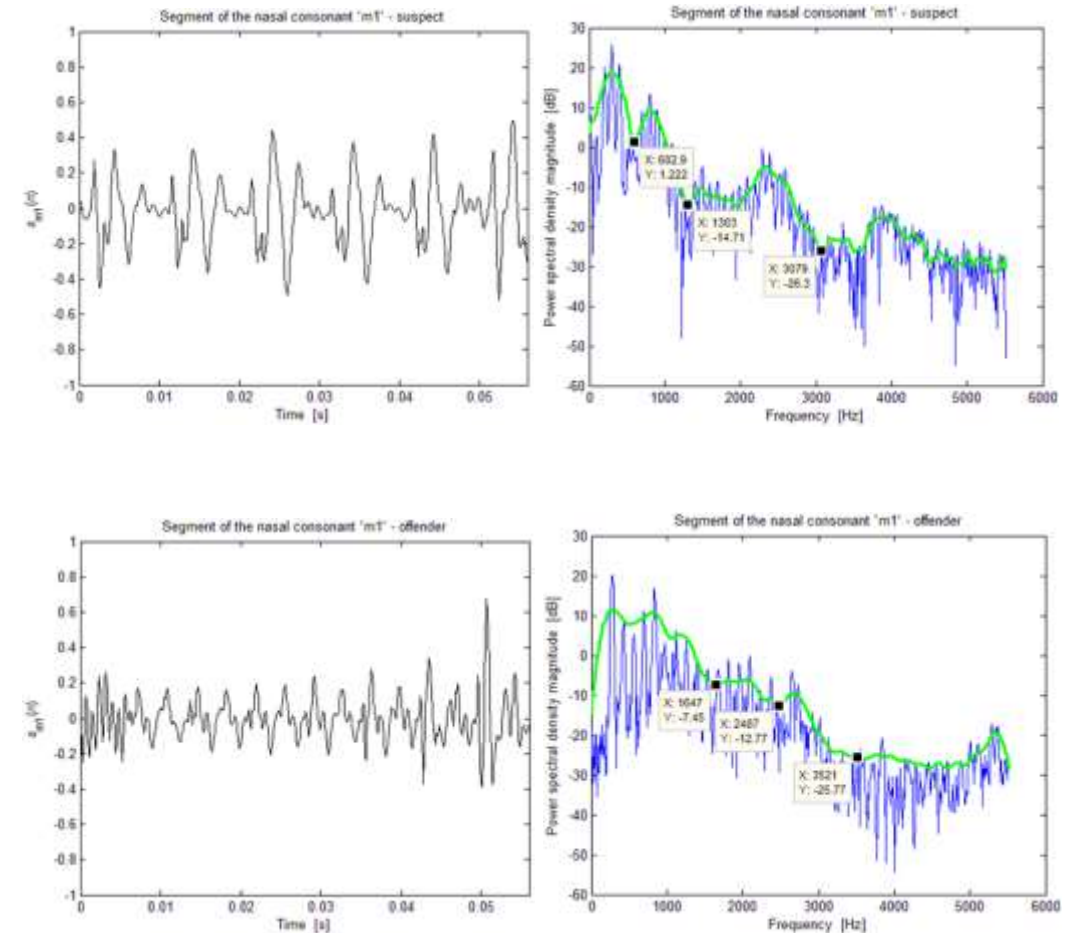 Segment of the nasal consonant 'm1' - suspect
1
0.8
0.6
0.4
0.2
0
-0.2
-0.4
-0.6
-0.8
-1
0 0.01 0.02 0.03 0.04 0.05
Time [s]
Segment of the nasal consonant 'm1' - suspect
Power spectral density magnitude [dB]
30
20
10
0
-10
-20
-30
-40
-50
-60
X: 602.9
Y: 1.222
X: 1303
Y: -14.71
X: 3079
Y: -26.3
0 1000 2000 3000 4000 5000 6000
Frequency [Hz]
Segment of the nasal consonant 'm1' - offender
1
0.8
0.6
0.4
0.2
0
-0.2
-0.4
-0.6
-0.8
-1
0 0.01 0.02 0.03 0.04 0.05
Time [s]
Segment of the nasal consonant 'm1' - offender
Power spectral density magnitude [dB]
30
20
10
0
-10
-20
-30
-40
-50
-60
X: 1647
Y: -7.45
X: 2487
Y: -12.77
X: 3521
Y: -25.77
0 1000 2000 3000 4000 5000 6000
Frequency [Hz]